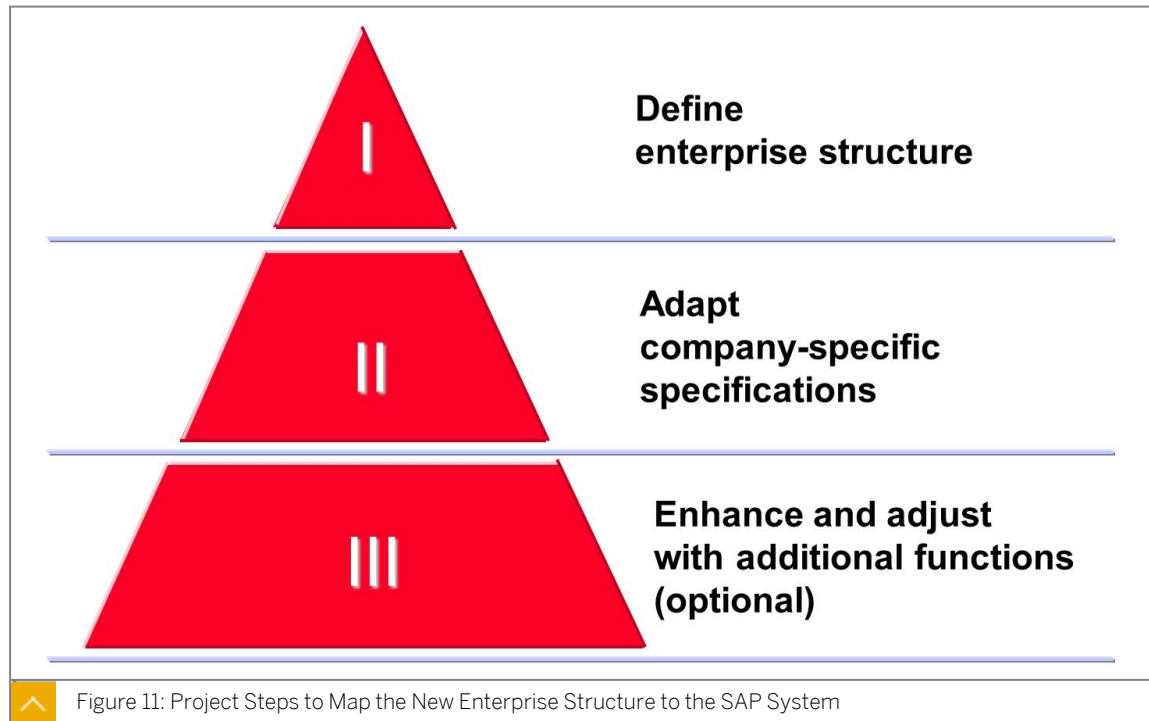 I
Define
enterprise structure
II
Adapt
company-specific
specifications
III
Enhance and adjust
with additional functions
(optional)
Figure 11: Project Steps to Map the New Enterprise Structure to the SAP System